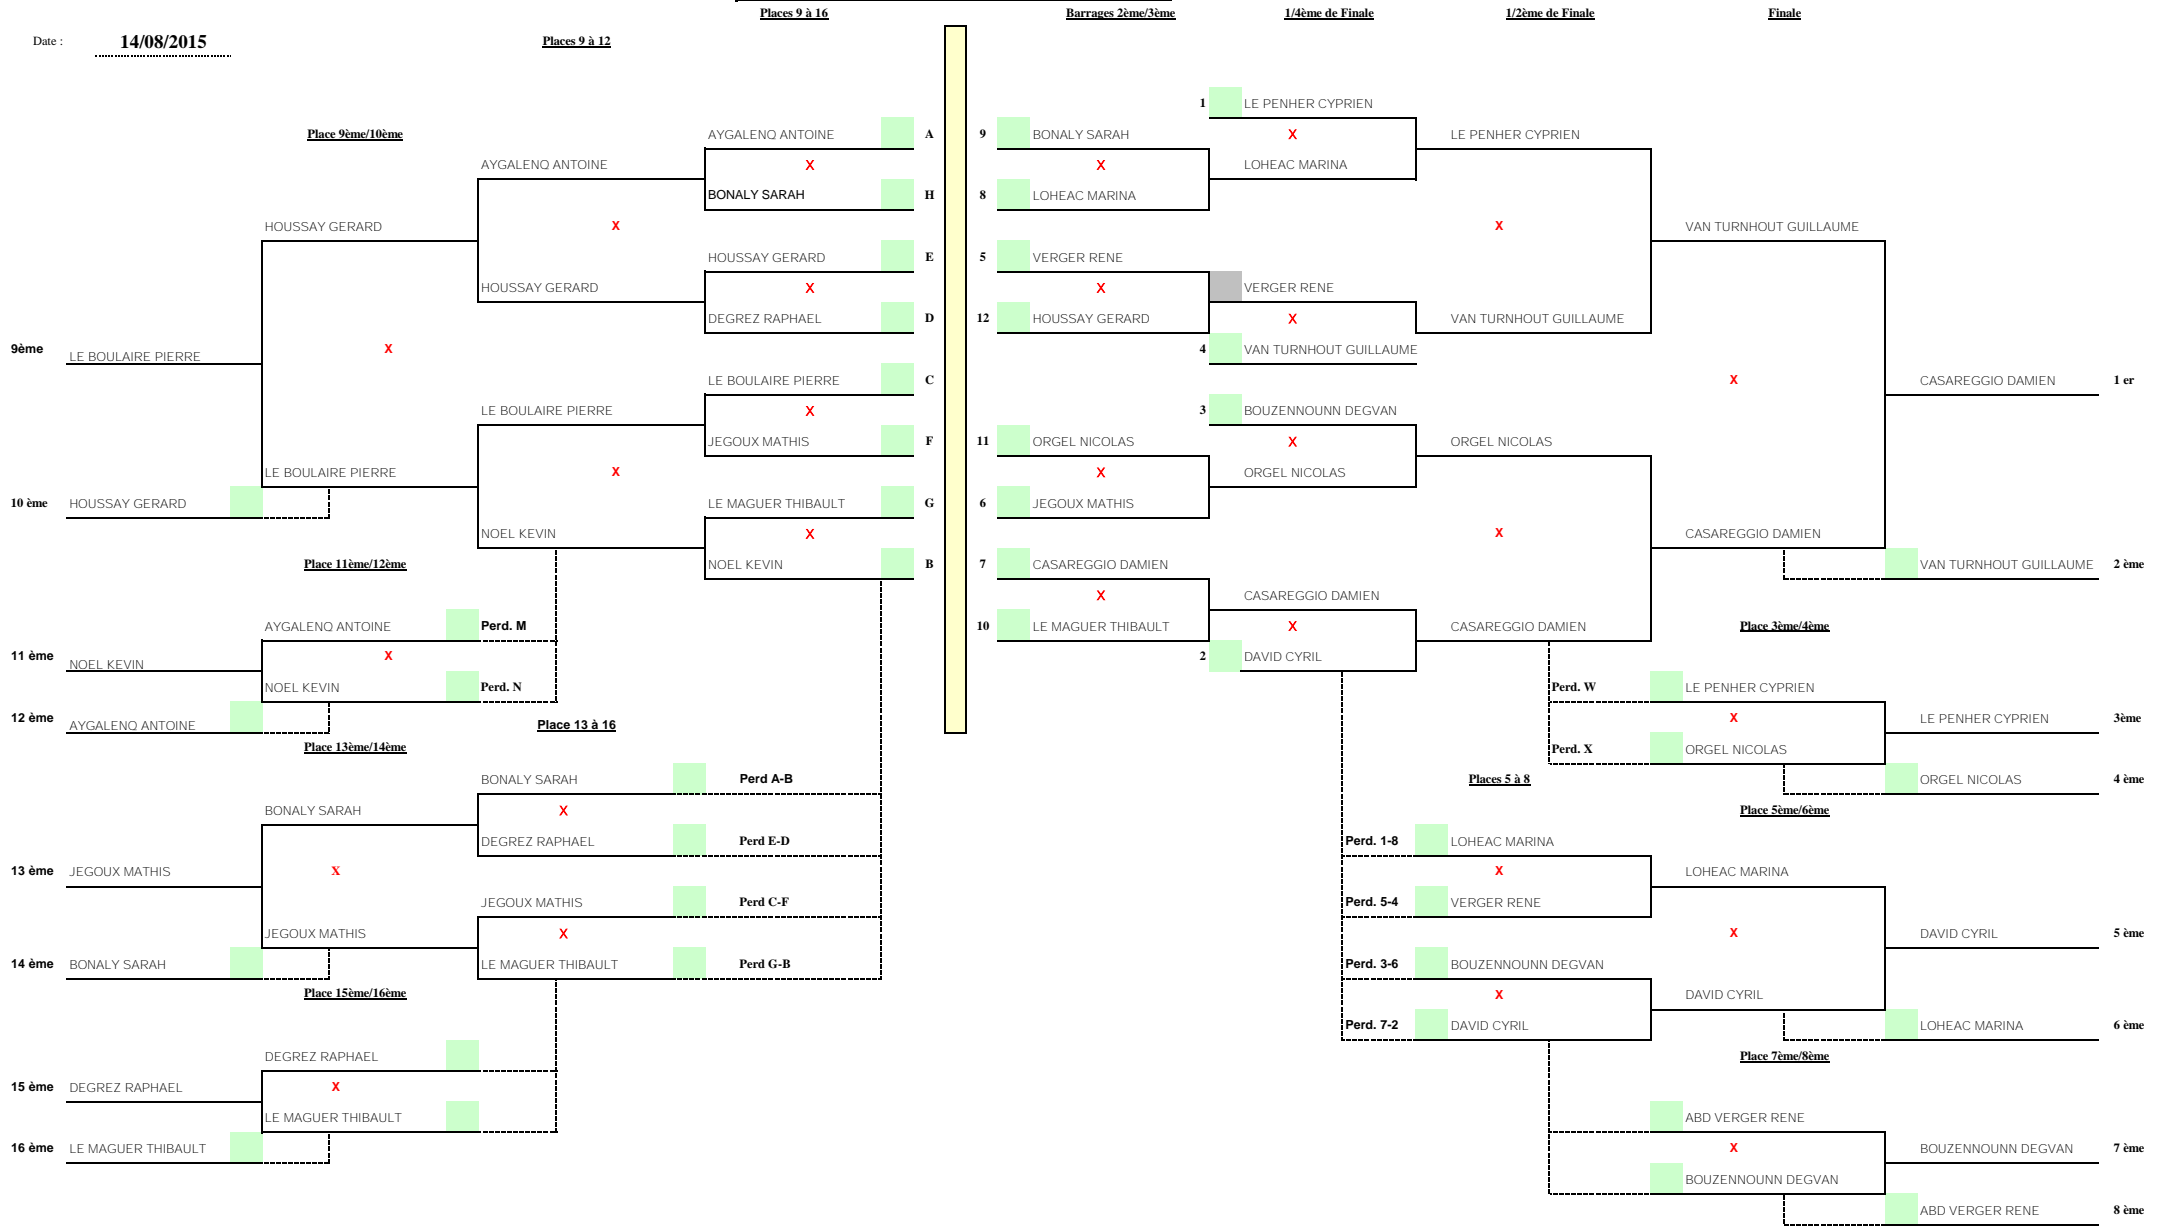 Places 9 à 16
Barrages 2ème/3ème
1/4ème de Finale
1/2ème de Finale
Finale
Date :
14/08/2015
Places 9 à 12
1
LE PENHER CYPRIEN
Place 9ème/10ème
AYGALENQ ANTOINE
A
9
BONALY SARAH
X
LE PENHER CYPRIEN
AYGALENQ ANTOINE
X
X
LOHEAC MARINA
BONALY SARAH
H
8
LOHEAC MARINA
HOUSSAY GERARD
X
X
VAN TURNHOUT GUILLAUME
HOUSSAY GERARD
E
5
VERGER RENE
HOUSSAY GERARD
X
X
VERGER RENE
DEGREZ RAPHAEL
D
12
HOUSSAY GERARD
X
VAN TURNHOUT GUILLAUME
9ème
LE BOULAIRE PIERRE
X
4
VAN TURNHOUT GUILLAUME
LE BOULAIRE PIERRE
C
X
CASAREGGIO DAMIEN
1 er
LE BOULAIRE PIERRE
X
3
BOUZENNOUNN DEGVAN
JEGOUX MATHIS
F
11
ORGEL NICOLAS
X
ORGEL NICOLAS
LE BOULAIRE PIERRE
X
X
ORGEL NICOLAS
10 ème
HOUSSAY GERARD
LE MAGUER THIBAULT
G
6
JEGOUX MATHIS
NOEL KEVIN
X
X
CASAREGGIO DAMIEN
Place 11ème/12ème
NOEL KEVIN
B
7
CASAREGGIO DAMIEN
VAN TURNHOUT GUILLAUME
2 ème
X
CASAREGGIO DAMIEN
AYGALENQ ANTOINE
Perd. M
10
LE MAGUER THIBAULT
X
CASAREGGIO DAMIEN
Place 3ème/4ème
11 ème
NOEL KEVIN
X
2
DAVID CYRIL
NOEL KEVIN
Perd. N
Perd. W
LE PENHER CYPRIEN
12 ème
AYGALENQ ANTOINE
Place 13 à 16
X
LE PENHER CYPRIEN
3ème
Place 13ème/14ème
Perd. X
ORGEL NICOLAS
BONALY SARAH
Perd A-B
Places 5 à 8
ORGEL NICOLAS
4 ème
BONALY SARAH
X
Place 5ème/6ème
DEGREZ RAPHAEL
Perd E-D
Perd. 1-8
LOHEAC MARINA
13 ème
JEGOUX MATHIS
X
X
LOHEAC MARINA
JEGOUX MATHIS
Perd C-F
Perd. 5-4
VERGER RENE
JEGOUX MATHIS
X
X
DAVID CYRIL
5 ème
14 ème
BONALY SARAH
LE MAGUER THIBAULT
Perd G-B
Perd. 3-6
BOUZENNOUNN DEGVAN
Place 15ème/16ème
X
DAVID CYRIL
Perd. 7-2
DAVID CYRIL
LOHEAC MARINA
6 ème
DEGREZ RAPHAEL
Place 7ème/8ème
15 ème
DEGREZ RAPHAEL
X
LE MAGUER THIBAULT
ABD VERGER RENE
16 ème
LE MAGUER THIBAULT
X
BOUZENNOUNN DEGVAN
7 ème
BOUZENNOUNN DEGVAN
ABD VERGER RENE
8 ème